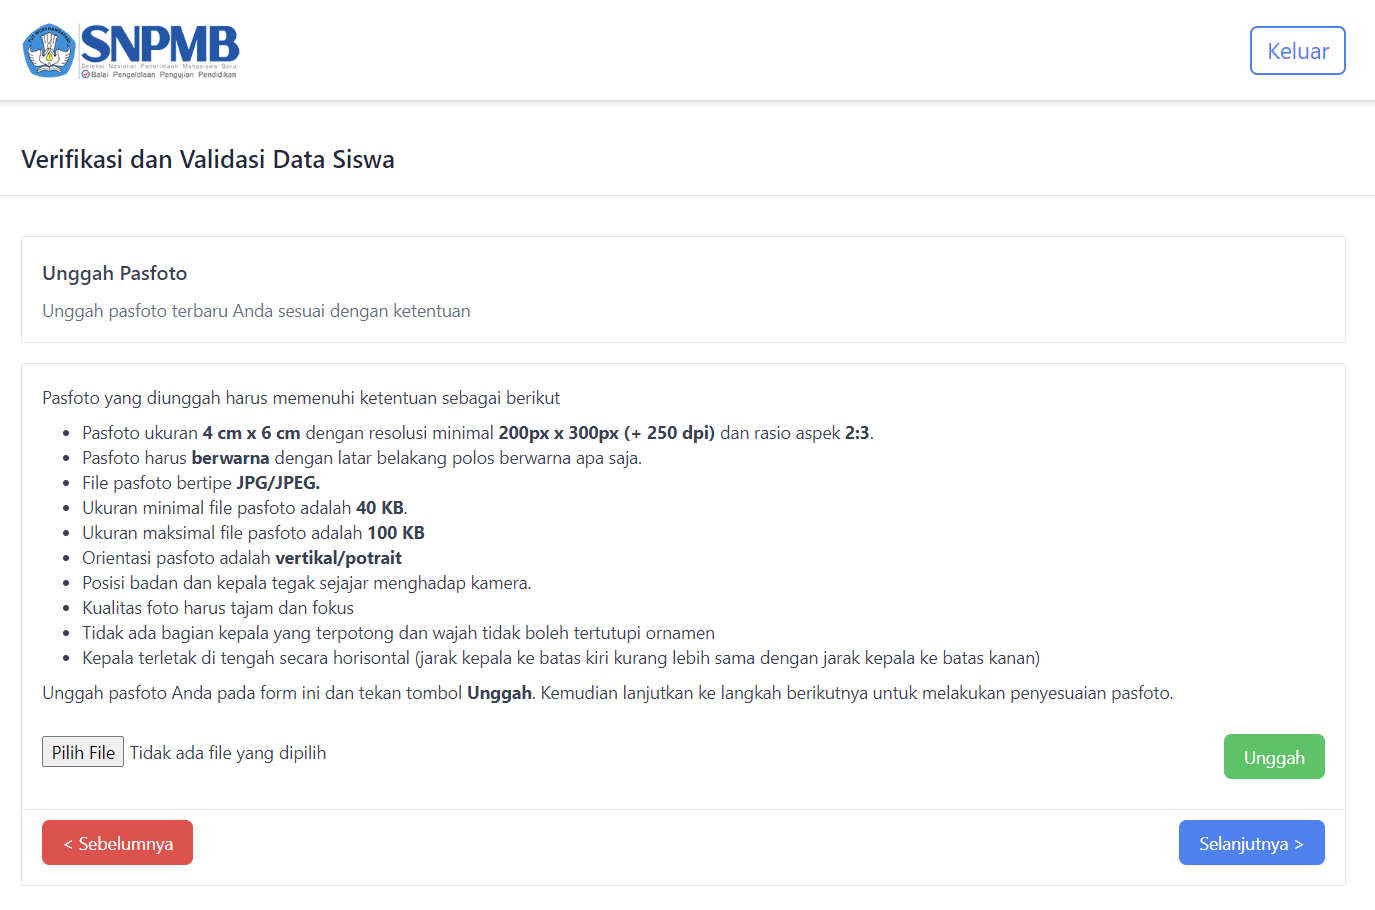 SNPMB
Seleksi Nasional Penerimaan Mahasiswa Baru
Balai Pengelolaan Pengujian Pendidikan
Keluar
Verifikasi dan Validasi Data Siswa
Unggah Pasfoto
Unggah pasfoto terbaru Anda sesuai dengan ketentuan
Pasfoto yang diunggah harus memenuhi ketentuan sebagai berikut
• Pasfoto ukuran 4 cm x 6 cm dengan resolusi minimal 200px x 300px (+ 250 dpi) dan rasio aspek 2:3.
• Pasfoto harus berwarna dengan latar belakang polos berwarna apa saja.
• File pasfoto bertipe JPG/JPEG.
• Ukuran minimal file pasfoto adalah 40 KB.
• Ukuran maksimal file pasfoto adalah 100 KB
• Orientasi pasfoto adalah vertikal/potrait
• Posisi badan dan kepala tegak sejajar menghadap kamera.
• Kualitas foto harus tajam dan fokus
• Tidak ada bagian kepala yang terpotong dan wajah tidak boleh tertutupi ornamen
• Kepala terletak di tengah secara horisontal (jarak kepala ke batas kiri kurang lebih sama dengan jarak kepala ke batas kanan)
Unggah pasfoto Anda pada form ini dan tekan tombol Unggah. Kemudian lanjutkan ke langkah berikutnya untuk melakukan penyesuaian pasfoto.
Pilih File Tidak ada file yang dipilih
Unggah
< Sebelumnya
Selanjutnya >